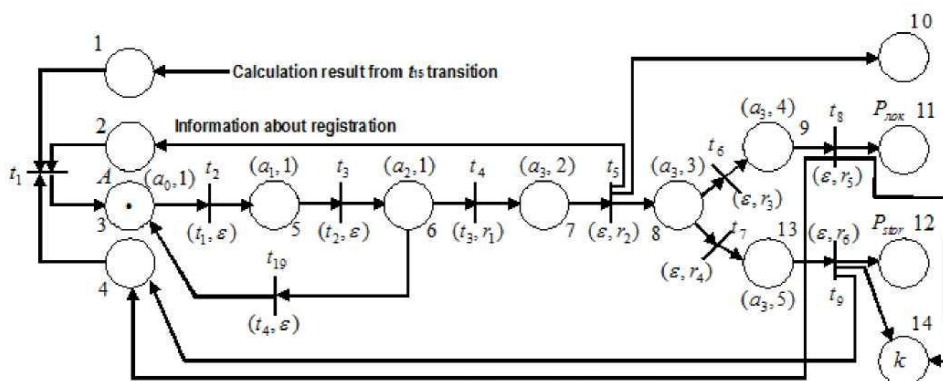 1
10
Calculation result from t₁₅ transition
2
Information about registration
t₁
A
(a₀, 1)
3
t₂
(t₁, ε)
(a₁, 1)
5
t₃
(t₂, ε)
(a₂, 1)
6
t₄
(t₃, r₁)
(a₃, 2)
7
t₅
(ε, r₂)
(a₃, 3)
8
t₆
(ε, r₃)
(a₃, 4)
9
t₈
(ε, r₅)
Pлок 11
t₇
(ε, r₄)
13
(a₃, 5)
(ε, r₆)
t₉
Pstor 12
4
t₁₉
(t₄, ε)
14
k